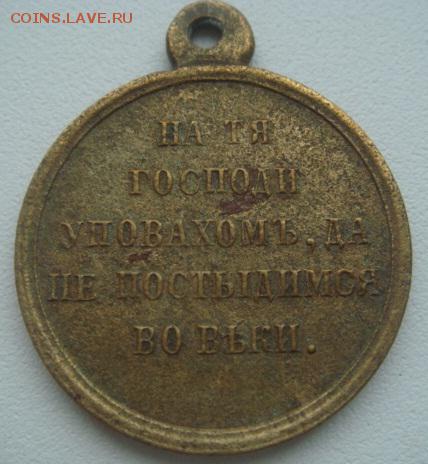 COINS.LAVE.RU
НА ТЯ
ГОСПОДИ
УПОВАХОМЪ, ДА
НЕ ПОСТЫДИМСЯ
ВО ВѢКИ.